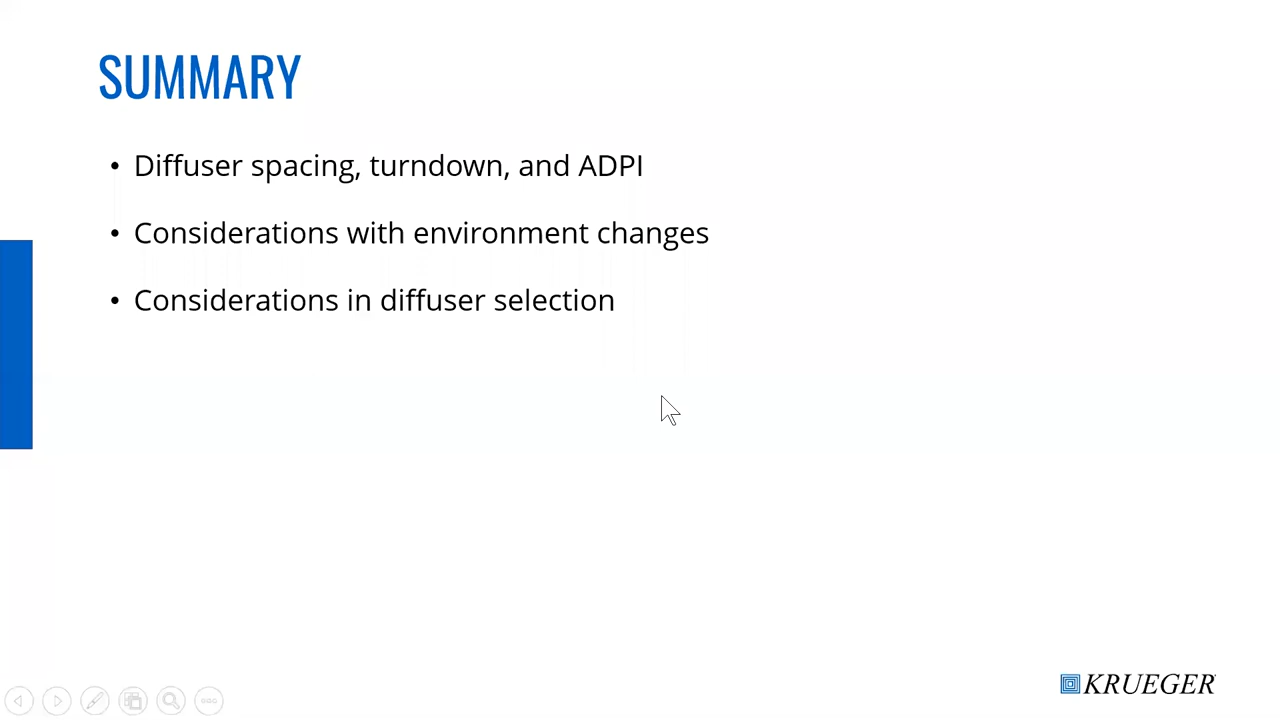 SUMMARY
• Diffuser spacing, turndown, and ADPI
• Considerations with environment changes
• Considerations in diffuser selection
KRUEGER